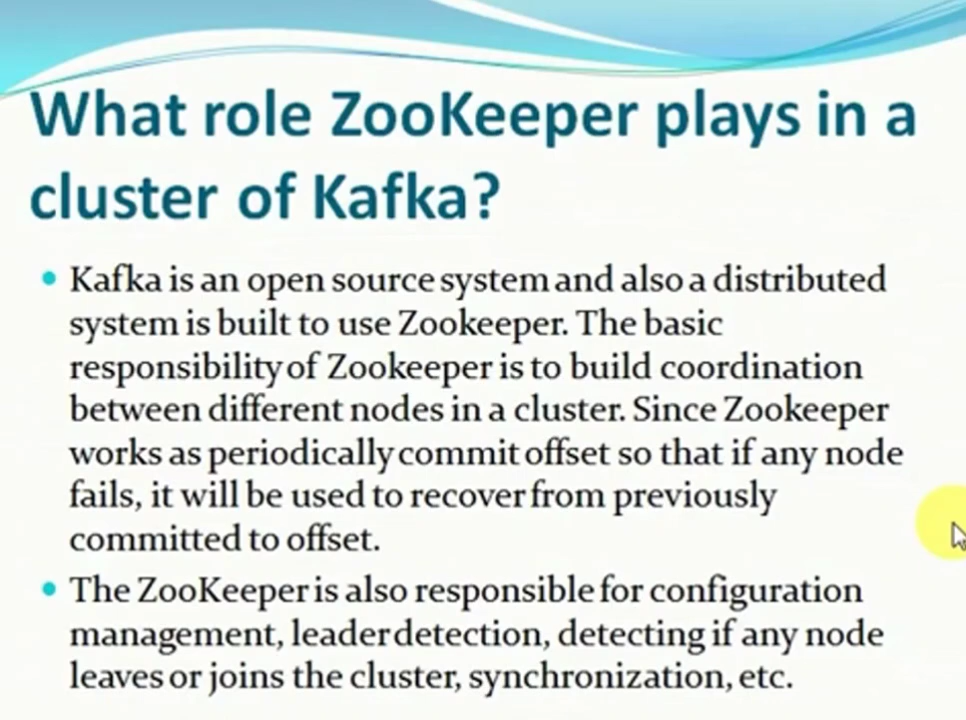 What role ZooKeeper plays in a
cluster of Kafka?
• Kafka is an open source system and also a distributed
system is built to use Zookeeper. The basic
responsibility of Zookeeper is to build coordination
between different nodes in a cluster. Since Zookeeper
works as periodically commit offset so that if any node
fails, it will be used to recover from previously
committed to offset.
• The ZooKeeper is also responsible for configuration
management, leader detection, detecting if any node
leaves or joins the cluster, synchronization, etc.